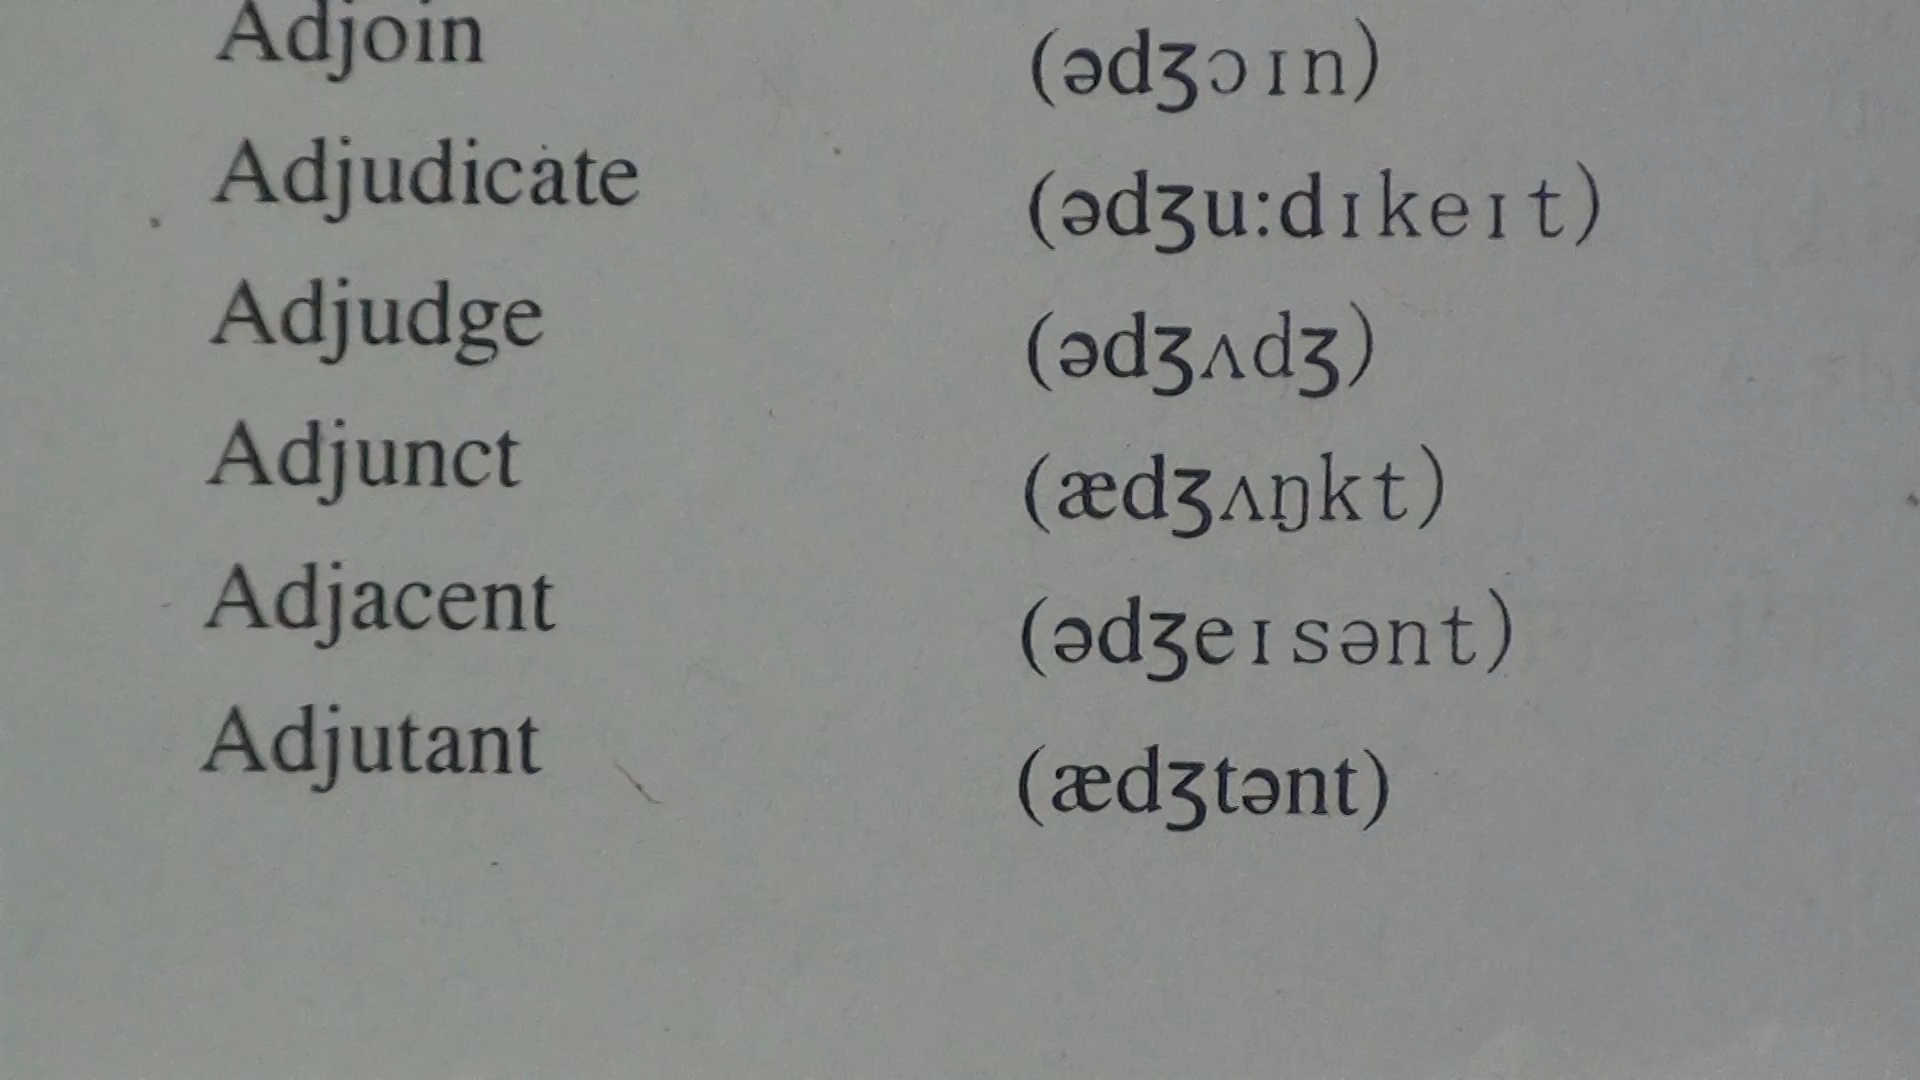 Adjoin (ədʒɔɪn)
Adjudicate (ədʒu:dɪkeɪt)
Adjudge (ədʒʌdʒ)
Adjunct (ædʒʌŋkt)
Adjacent (ədʒeɪsənt)
Adjutant (ædʒtənt)